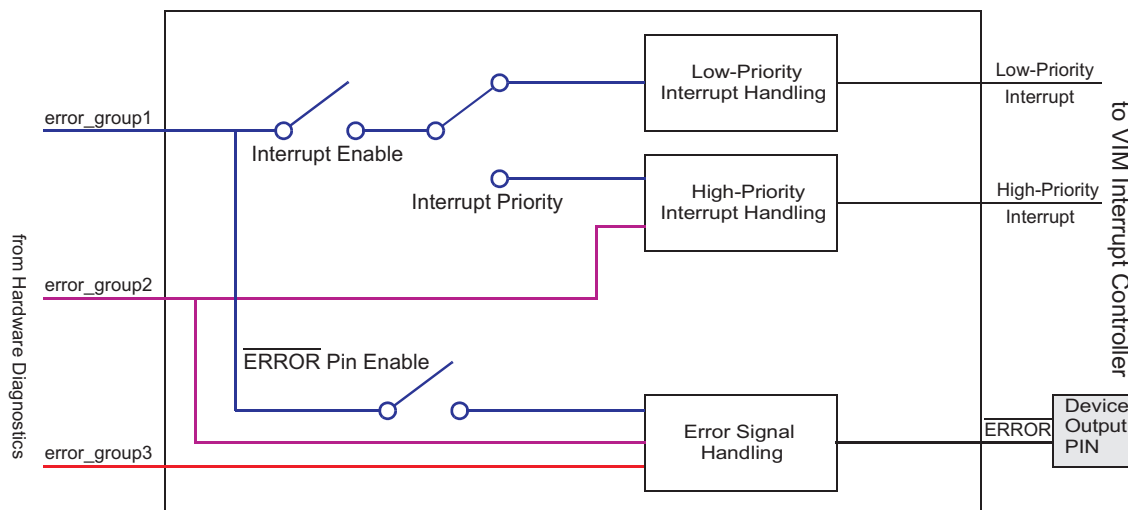 Low-Priority
Interrupt Handling
Low-Priority
Interrupt
error_group1
Interrupt Enable
High-Priority
Interrupt Handling
High-Priority
Interrupt
Interrupt Priority
to VIM Interrupt Controller
from Hardware Diagnostics
error_group2
ERROR Pin Enable
error_group3
Error Signal
Handling
ERROR
Device
Output
PIN